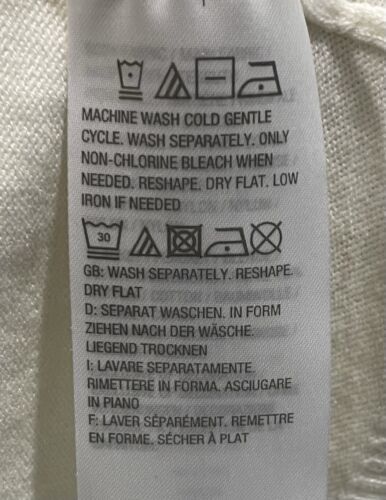 MACHINE WASH COLD GENTLE
CYCLE. WASH SEPARATELY. ONLY
NON-CHLORINE BLEACH WHEN
NEEDED. RESHAPE. DRY FLAT. LOW
IRON IF NEEDED
30
GB: WASH SEPARATELY. RESHAPE.
DRY FLAT
D: SEPARAT WASCHEN. IN FORM
ZIEHEN NACH DER WÄSCHE.
LIEGEND TROCKNEN
I: LAVARE SEPARATAMENTE.
RIMETTERE IN FORMA. ASCIUGARE
IN PIANO
F: LAVER SÉPARÉMENT. REMETTRE
EN FORME. SÉCHER À PLAT